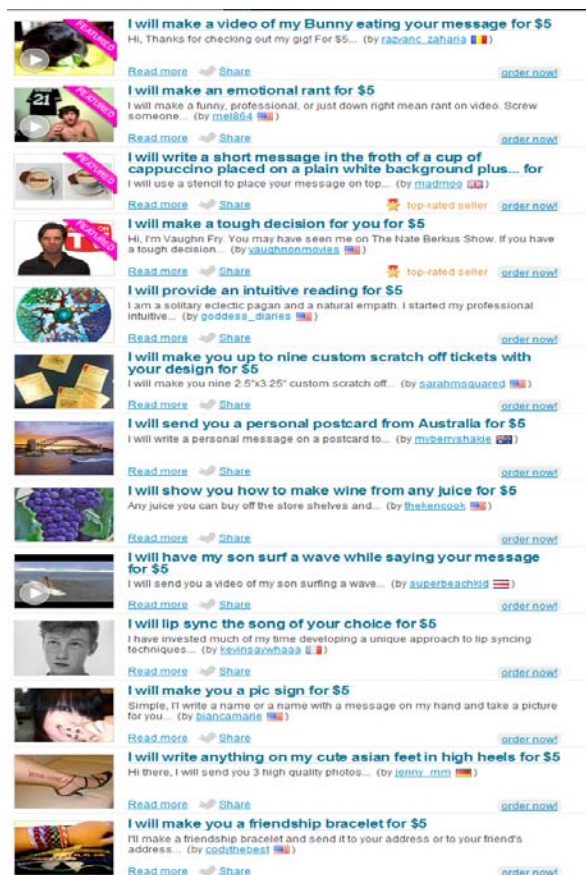 FEATURED
I will make a video of my Bunny eating your message for $5
Hi, Thanks for checking out my gig! For $5... (by razvanc_zaharia )
Read more Share order now!
21
FEATURED
I will make an emotional rant for $5
I will make a funny, professional, or just down right mean rant on video. Screw
someone... (by mel864 )
Read more Share order now!
FEATURED
I will write a short message in the froth of a cup of
cappuccino placed on a plain white background plus... for
I will use a stencil to place your message on top... (by madmoo )
Read more Share top-rated seller order now!
FEATURED
I will make a tough decision for you for $5
Hi, I'm Vaughn Fry. You may have seen me on The Nate Berkus Show. If you have
a tough decision... (by vaughnonmovies )
Read more Share top-rated seller order now!
I will provide an intuitive reading for $5
I am a solitary eclectic pagan and a natural empath. I started my professional
intuitive... (by goddess_diaries )
Read more Share order now!
I will make you up to nine custom scratch off tickets with
your design for $5
I will make you nine 2.5"x3.25" custom scratch off... (by sarahmsquared )
Read more Share order now!
I will send you a personal postcard from Australia for $5
I will write a personal message on a postcard to... (by myberryshakie )
Read more Share order now!
I will show you how to make wine from any juice for $5
Any juice you can buy off the store shelves and... (by thekencook )
Read more Share order now!
I will have my son surf a wave while saying your message
for $5
I will send you a video of my son surfing a wave... (by superbeachkid )
Read more Share order now!
I will lip sync the song of your choice for $5
I have invested much of my time developing a unique approach to lip syncing
techniques... (by kevinsaywhaaa )
Read more Share order now!
I will make you a pic sign for $5
Simple, I'l write a name or a name with a message on my hand and take a picture
for you... (by biancamarie )
Read more Share order now!
I will write anything on my cute asian feet in high heels for $5
Hi there, I will send you 3 high quality photos... (by jenny_mm )
Read more Share order now!
I will make you a friendship bracelet for $5
I'll make a friendship bracelet and send it to your address or to your friend's
address... (by codythebest )
Read more Share order now!